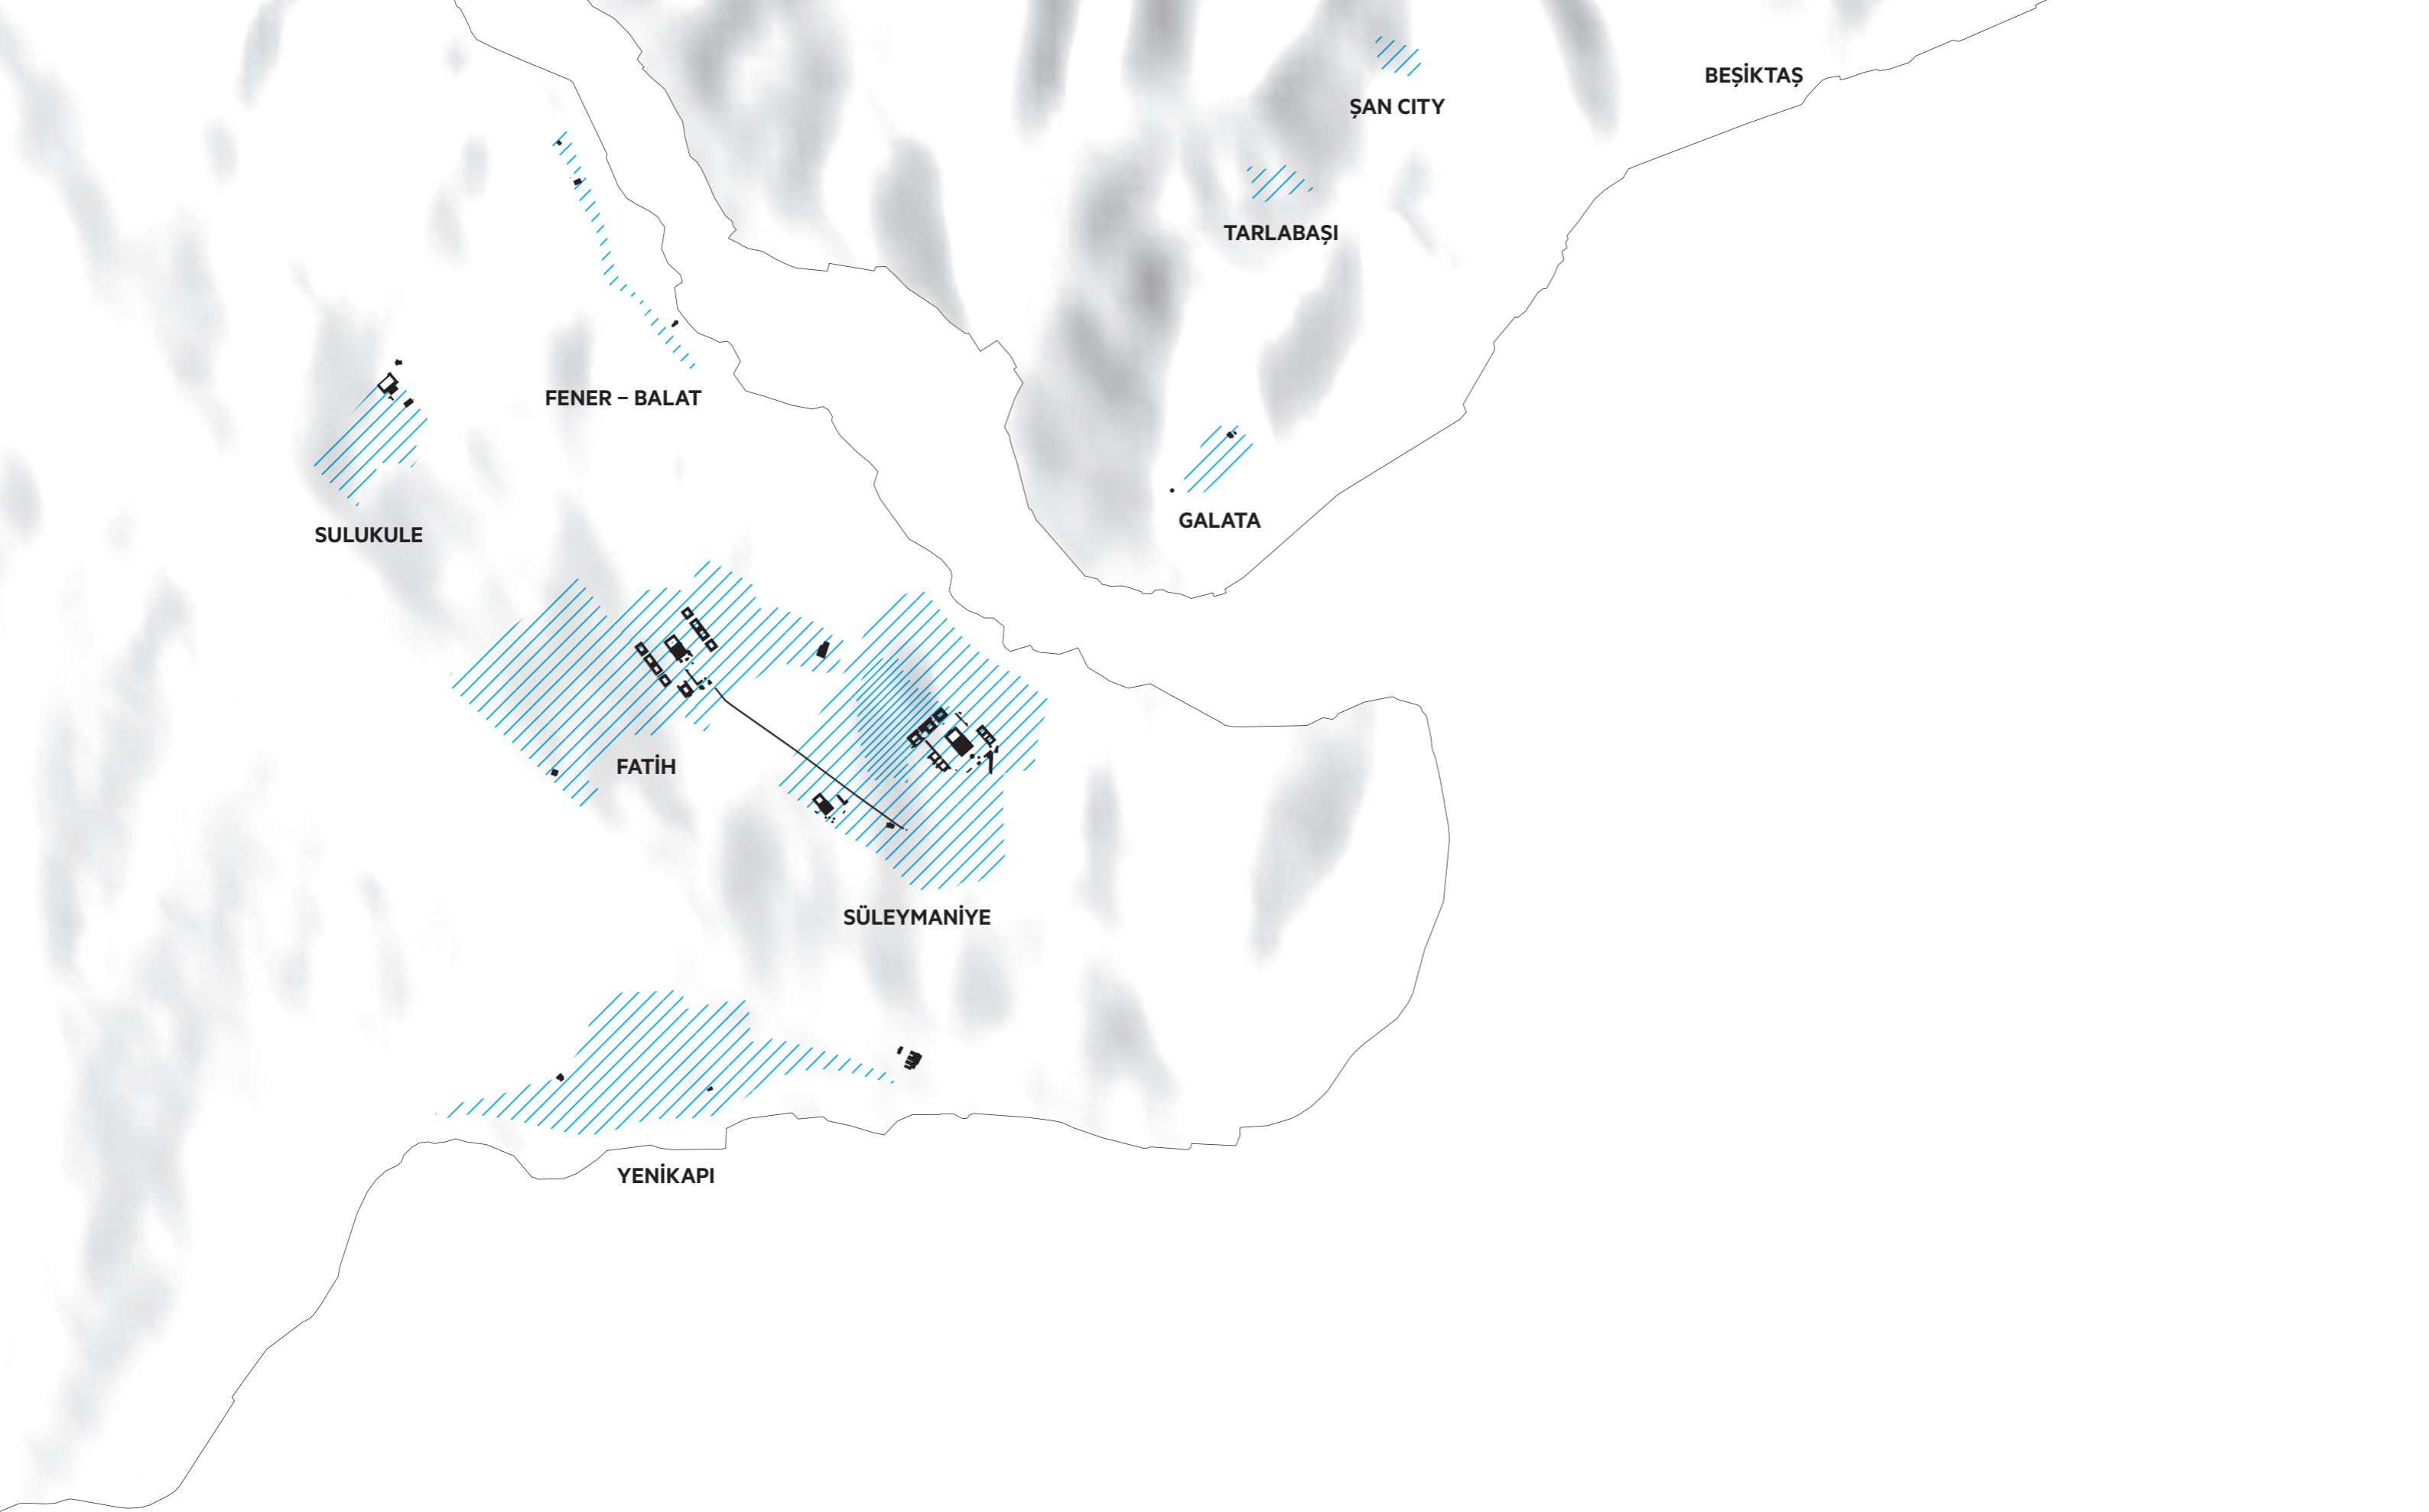 BEŞİKTAŞ
ŞAN CITY
TARLABAŞI
FENER – BALAT
GALATA
SULUKULE
FATİH
SÜLEYMANİYE
YENİKAPI